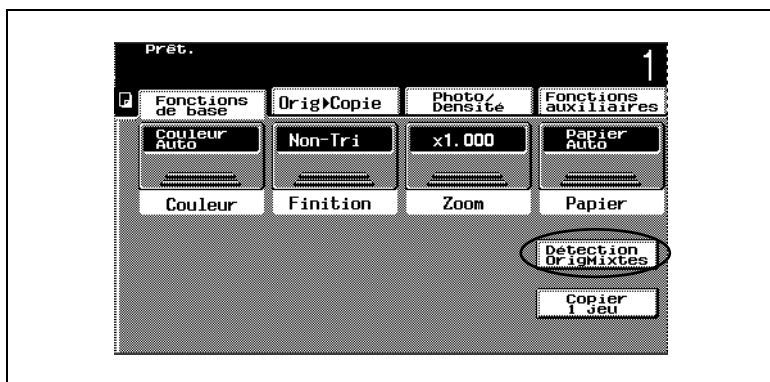 Prêt.
1
Fonctions
de base
Orig▶Copie
Photo/
Densité
Fonctions
auxiliaires
Couleur
Auto
Non-Tri
x1.000
Papier
Auto
Couleur
Finition
Zoom
Papier
Détection
OrigMixtes
Copier
1 jeu